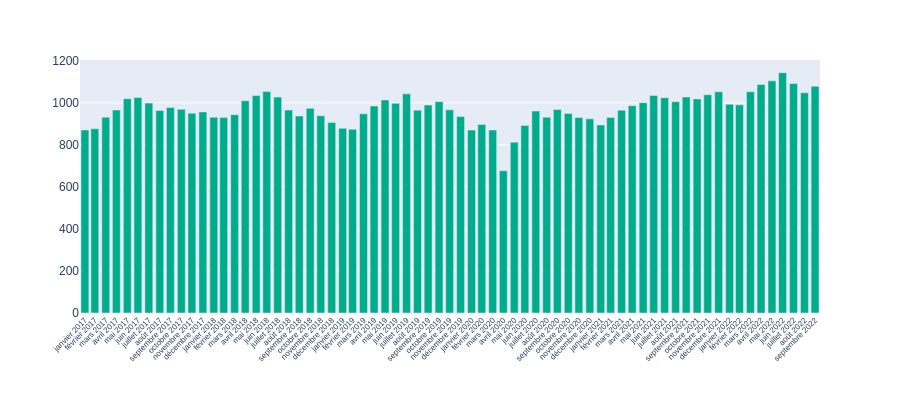 1200
1000
800
600
400
200
0
janvier 2017
février 2017
mars 2017
avril 2017
mai 2017
juin 2017
juillet 2017
août 2017
septembre 2017
octobre 2017
novembre 2017
décembre 2017
janvier 2018
février 2018
mars 2018
avril 2018
mai 2018
juin 2018
juillet 2018
août 2018
septembre 2018
octobre 2018
novembre 2018
décembre 2018
janvier 2019
février 2019
mars 2019
avril 2019
mai 2019
juin 2019
juillet 2019
août 2019
septembre 2019
octobre 2019
novembre 2019
décembre 2019
janvier 2020
février 2020
mars 2020
avril 2020
mai 2020
juin 2020
juillet 2020
août 2020
septembre 2020
octobre 2020
novembre 2020
décembre 2020
janvier 2021
février 2021
mars 2021
avril 2021
mai 2021
juin 2021
juillet 2021
août 2021
septembre 2021
octobre 2021
novembre 2021
décembre 2021
janvier 2022
février 2022
mars 2022
avril 2022
mai 2022
juin 2022
juillet 2022
août 2022
septembre 2022